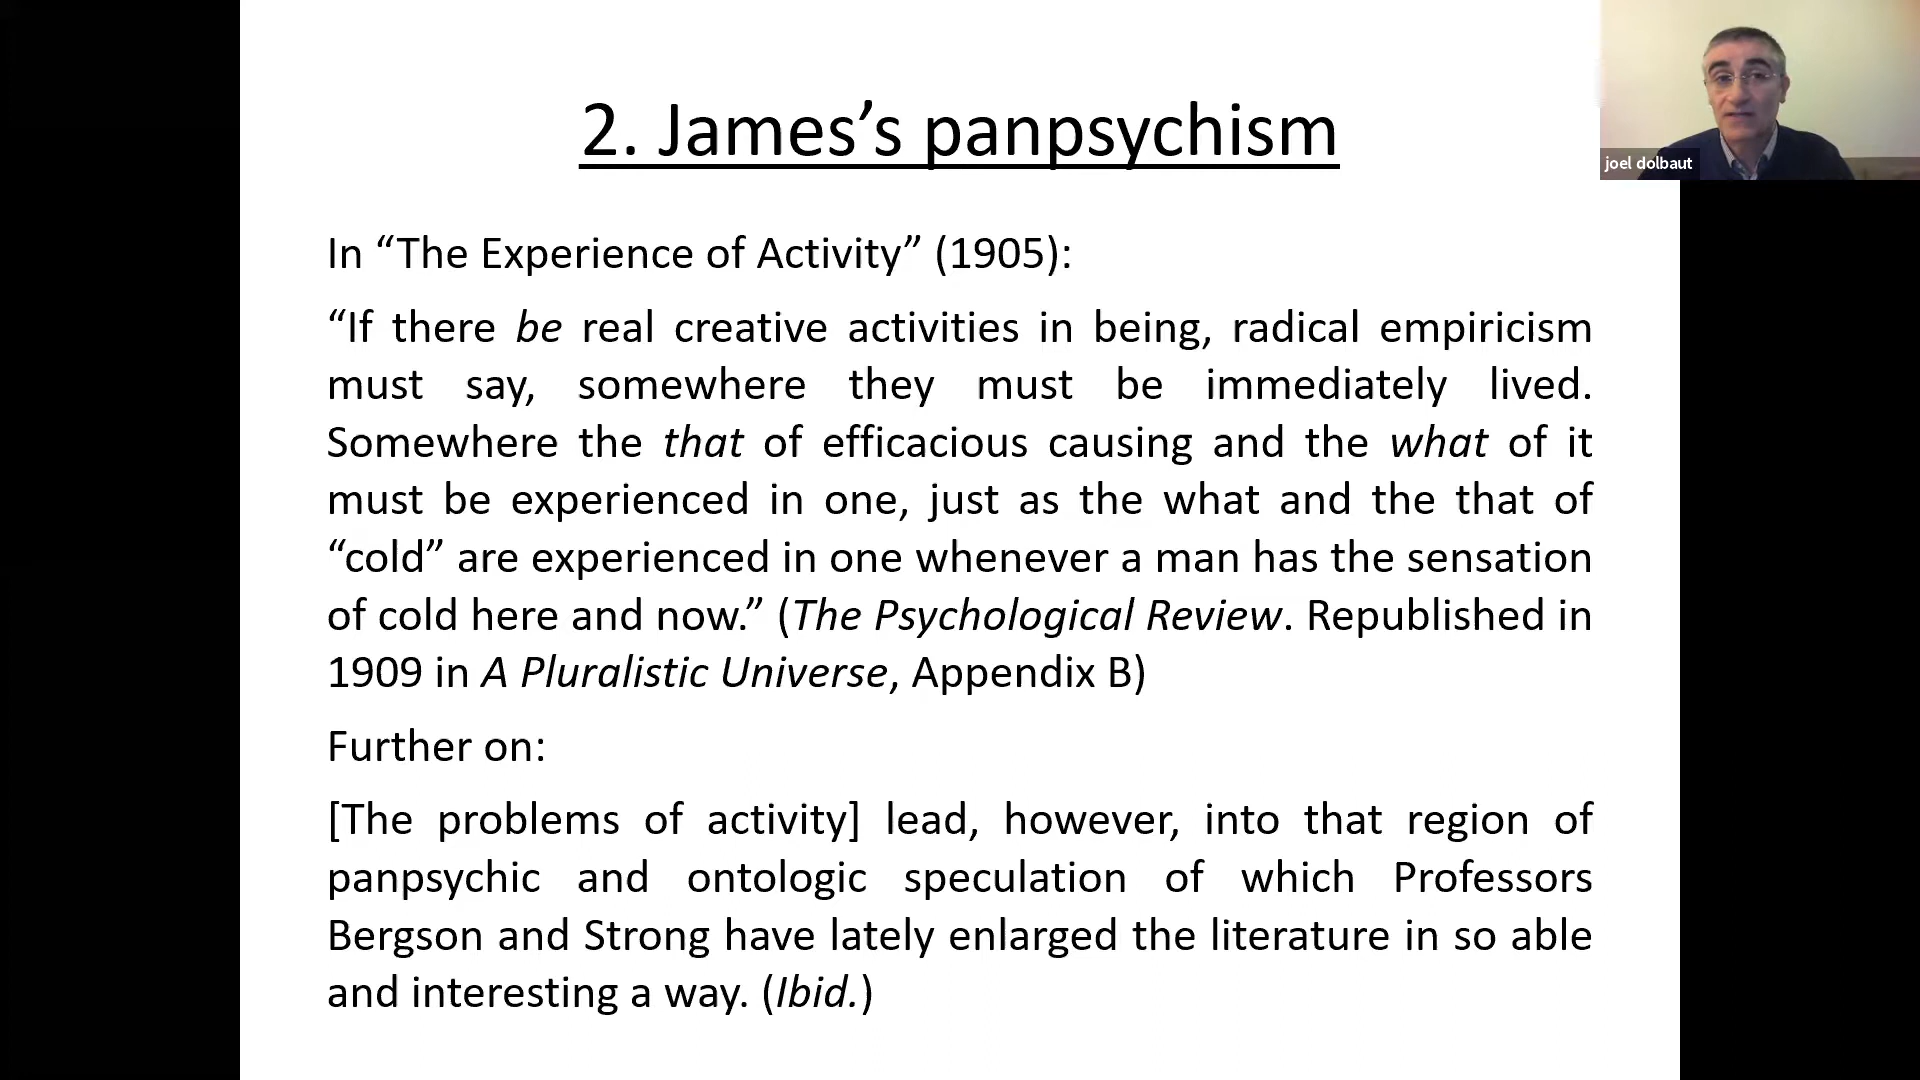 2. James’s panpsychism
joel dolbaut
In “The Experience of Activity” (1905):
“If there be real creative activities in being, radical empiricism
must say, somewhere they must be immediately lived.
Somewhere the that of efficacious causing and the what of it
must be experienced in one, just as the what and the that of
“cold” are experienced in one whenever a man has the sensation
of cold here and now.” (The Psychological Review. Republished in
1909 in A Pluralistic Universe, Appendix B)
Further on:
[The problems of activity] lead, however, into that region of
panpsychic and ontologic speculation of which Professors
Bergson and Strong have lately enlarged the literature in so able
and interesting a way. (Ibid.)